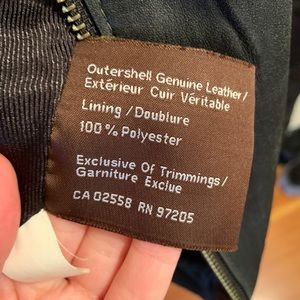 Outershell Genuine Leather/
Extérieur Cuir Véritable
Lining / Doublure
100% Polyester
Exclusive Of Trimmings/
Garniture Exclue
CA 02558 RN 97205